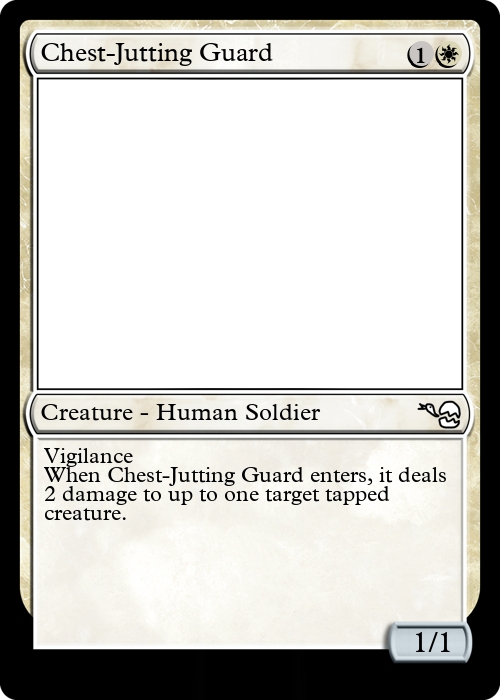 Chest-Jutting Guard 1
Creature - Human Soldier
Vigilance
When Chest-Jutting Guard enters, it deals
2 damage to up to one target tapped
creature.
1/1